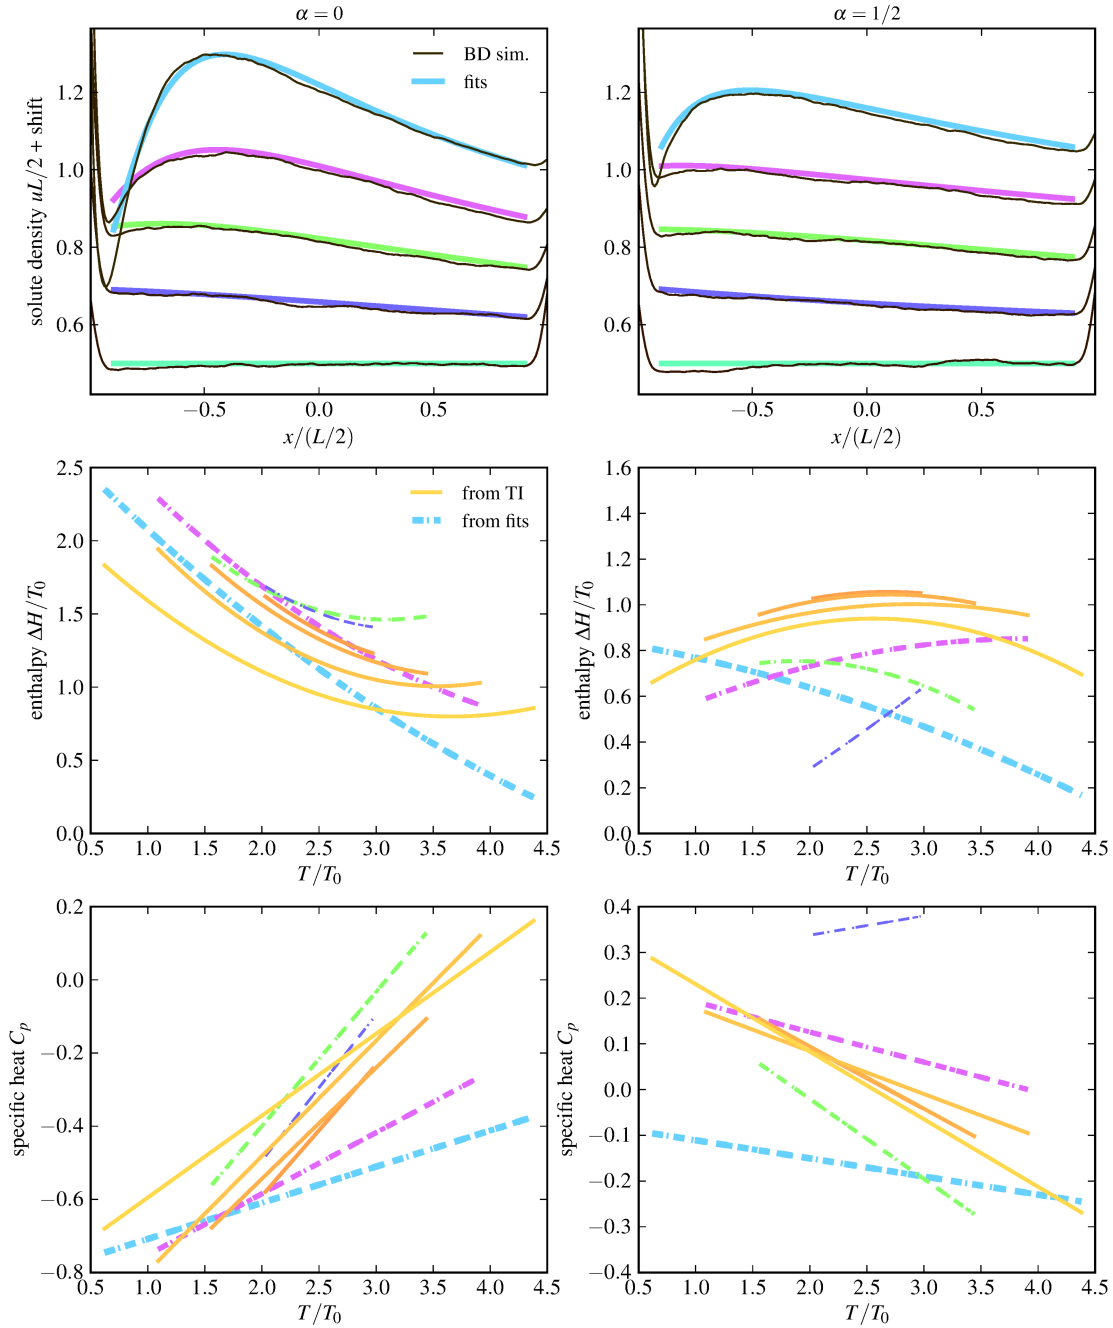 α = 0
α = 1/2
solute density uL/2 + shift
1.2
1.0
0.8
0.6
BD sim.
fits
−0.5
0.0
0.5
x/(L/2)
1.2
1.0
0.8
0.6
−0.5
0.0
0.5
x/(L/2)
enthalpy ΔH/T0
2.5
2.0
1.5
1.0
0.5
0.0
from TI
from fits
0.5 1.0 1.5 2.0 2.5 3.0 3.5 4.0 4.5
T/T0
enthalpy ΔH/T0
1.6
1.4
1.2
1.0
0.8
0.6
0.4
0.2
0.0
0.5 1.0 1.5 2.0 2.5 3.0 3.5 4.0 4.5
T/T0
specific heat Cp
0.2
0.0
−0.2
−0.4
−0.6
−0.8
0.5 1.0 1.5 2.0 2.5 3.0 3.5 4.0 4.5
T/T0
specific heat Cp
0.4
0.3
0.2
0.1
0.0
−0.1
−0.2
−0.3
−0.4
0.5 1.0 1.5 2.0 2.5 3.0 3.5 4.0 4.5
T/T0